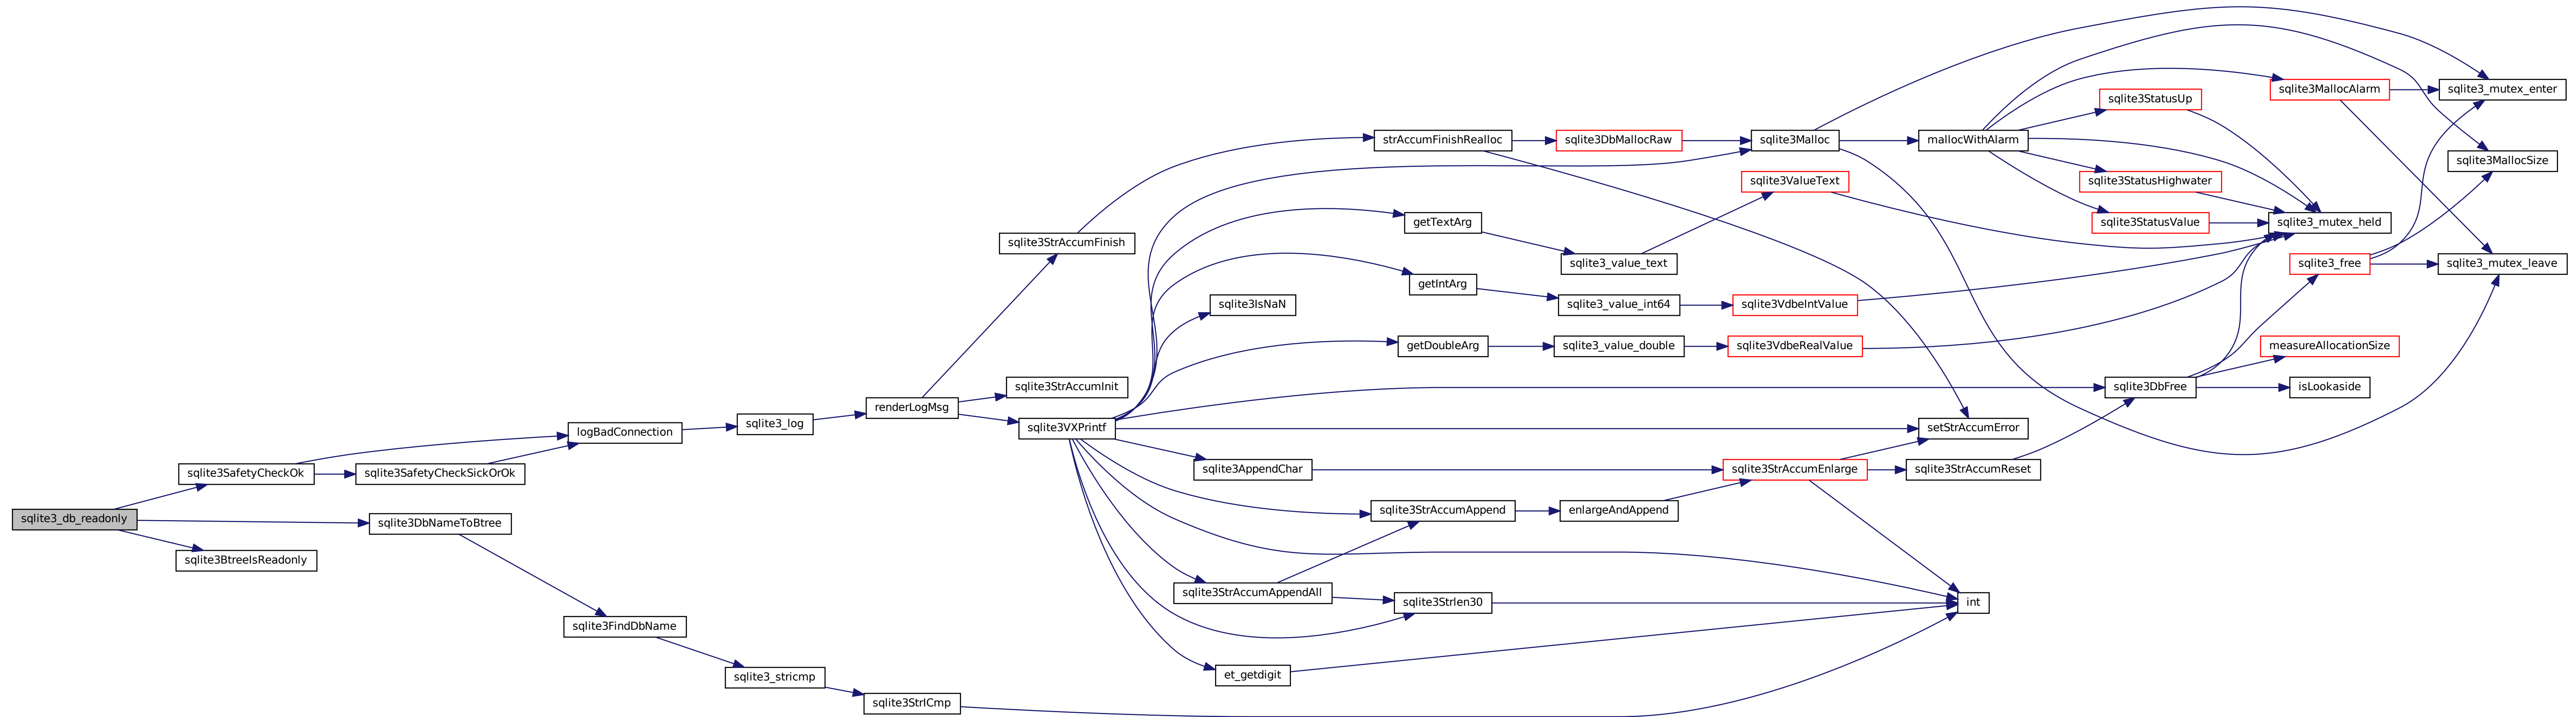 sqlite3_db_readonly
sqlite3SafetyCheckOk
sqlite3DbNameToBtree
sqlite3BtreeIsReadonly
sqlite3SafetyCheckSickOrOk
logBadConnection
sqlite3FindDbName
sqlite3_log
sqlite3_stricmp
renderLogMsg
sqlite3StrICmp
sqlite3StrAccumFinish
sqlite3StrAccumInit
sqlite3VXPrintf
sqlite3IsNaN
sqlite3AppendChar
sqlite3StrAccumAppendAll
et_getdigit
strAccumFinishRealloc
getTextArg
getIntArg
getDoubleArg
sqlite3StrAccumAppend
sqlite3Strlen30
sqlite3DbMallocRaw
sqlite3_value_text
sqlite3_value_int64
sqlite3_value_double
enlargeAndAppend
sqlite3Malloc
sqlite3ValueText
sqlite3VdbeIntValue
sqlite3VdbeRealValue
sqlite3StrAccumEnlarge
mallocWithAlarm
setStrAccumError
sqlite3StrAccumReset
int
sqlite3StatusUp
sqlite3StatusHighwater
sqlite3StatusValue
sqlite3DbFree
sqlite3MallocAlarm
sqlite3_mutex_held
sqlite3_free
measureAllocationSize
isLookaside
sqlite3_mutex_enter
sqlite3MallocSize
sqlite3_mutex_leave